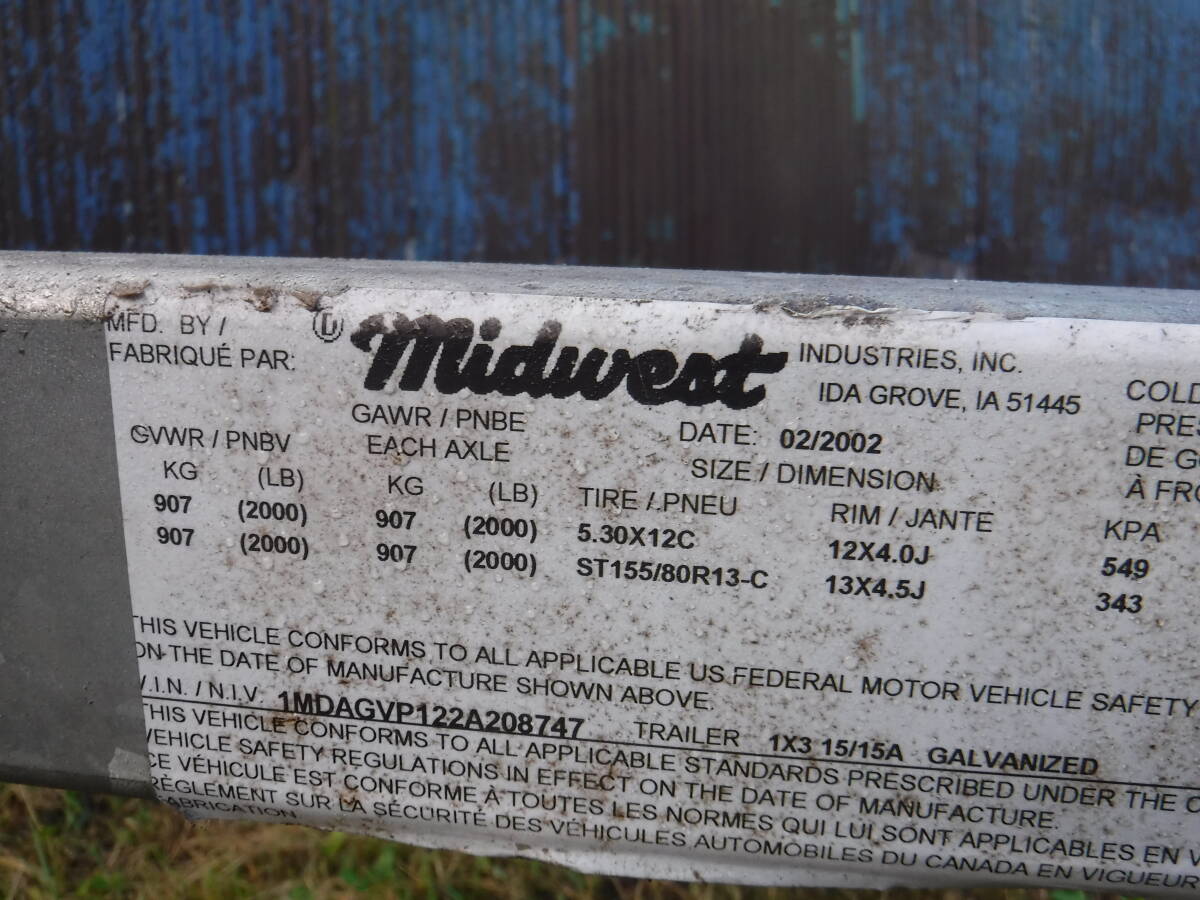 MFD. BY / Midwest INDUSTRIES, INC.
FABRIQUÉ PAR: IDA GROVE, IA 51445
GVWR / PNBV GAWR / PNBE DATE: 02/2002 COLD
EACH AXLE SIZE / DIMENSION
KG (LB) KG (LB) TIRE / PNEU RIM / JANTE KPA
907 (2000) 907 (2000) 5.30X12C 12X4.0J 549
907 (2000) 907 (2000) ST155/80R13-C 13X4.5J 343
THIS VEHICLE CONFORMS TO ALL APPLICABLE US FEDERAL MOTOR VEHICLE SAFETY
ON THE DATE OF MANUFACTURE SHOWN ABOVE.
V.I.N. / N.I.V. 1MDAGVP122A208747 TRAILER 1X3 15/15A GALVANIZED
THIS VEHICLE CONFORMS TO ALL APPLICABLE STANDARDS PRESCRIBED UNDER THE
VEHICLE SAFETY REGULATIONS IN EFFECT ON THE DATE OF MANUFACTURE.
CE VÉHICULE EST CONFORME À TOUTES LES NORMES QUI LUI SONT APPLICABLES EN
RÈGLEMENT SUR LA SÉCURITÉ DES VÉHICULES AUTOMOBILES DU CANADA EN VIGUEUR
FABRICATION